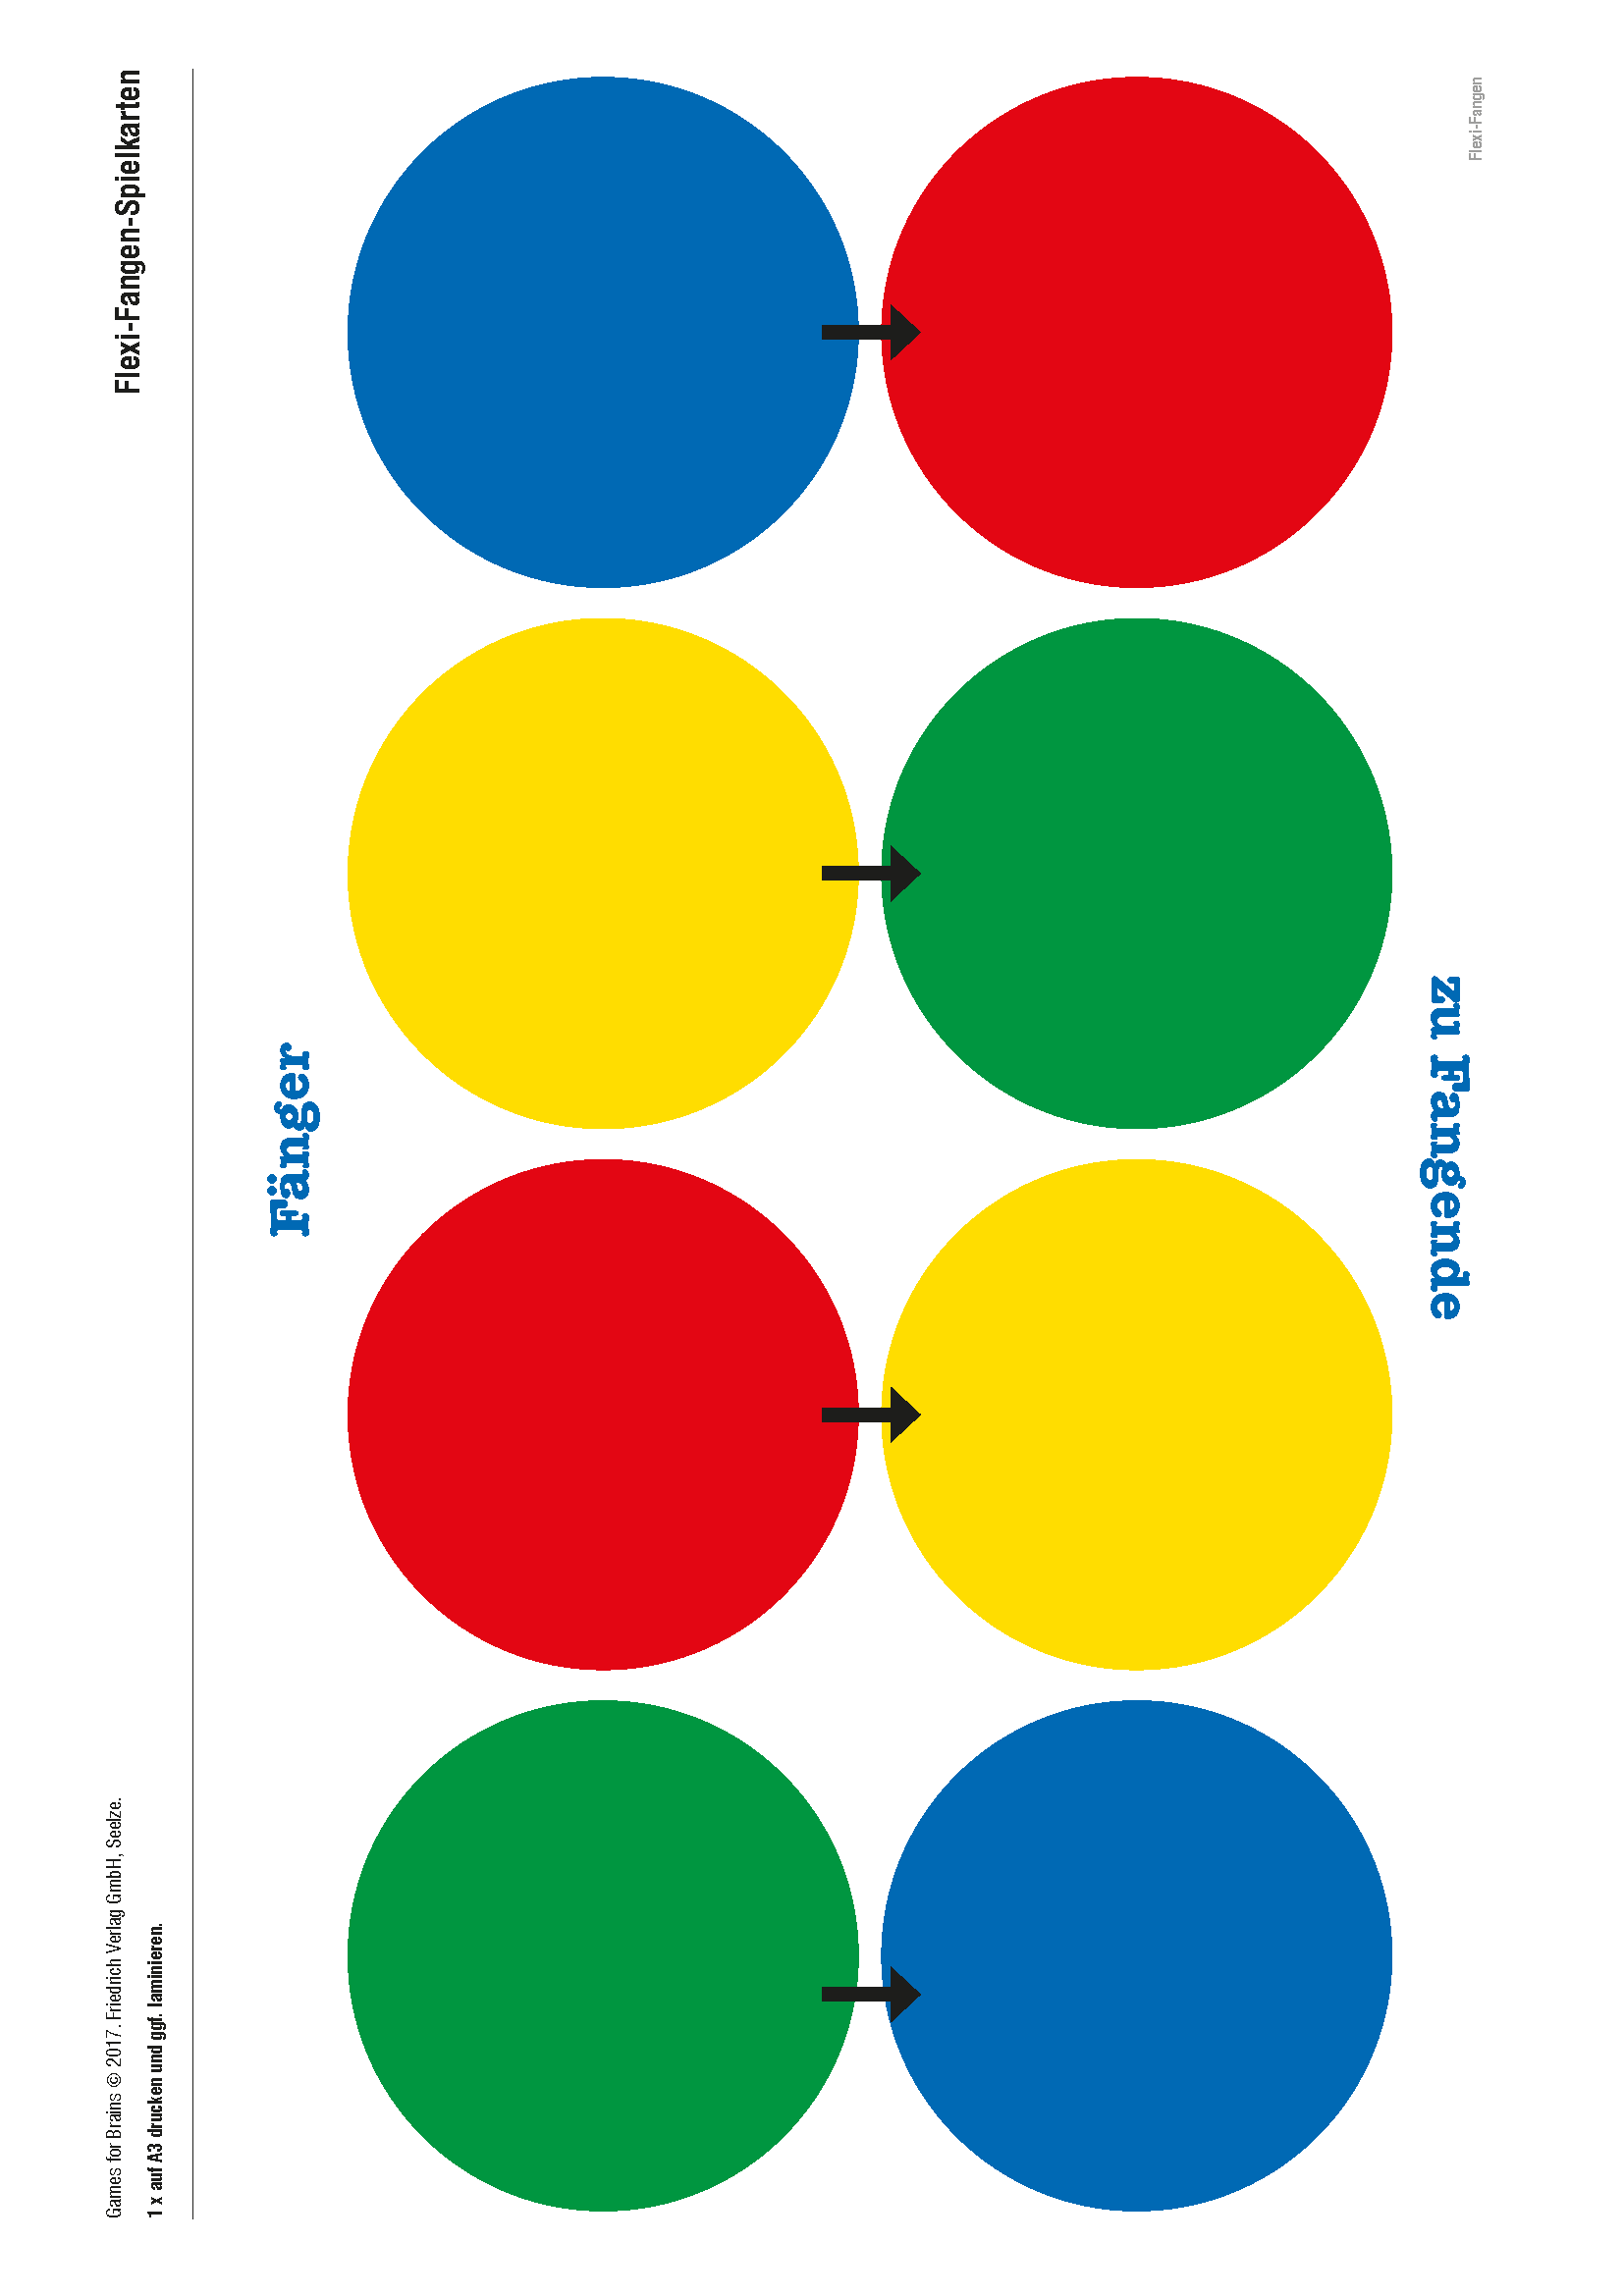 Games for Brains © 2017. Friedrich Verlag GmbH, Seelze.
1 x auf A3 drucken und ggf. laminieren.
Flexi-Fangen-Spielkarten
Fänger
zu Fangende
Flexi-Fangen